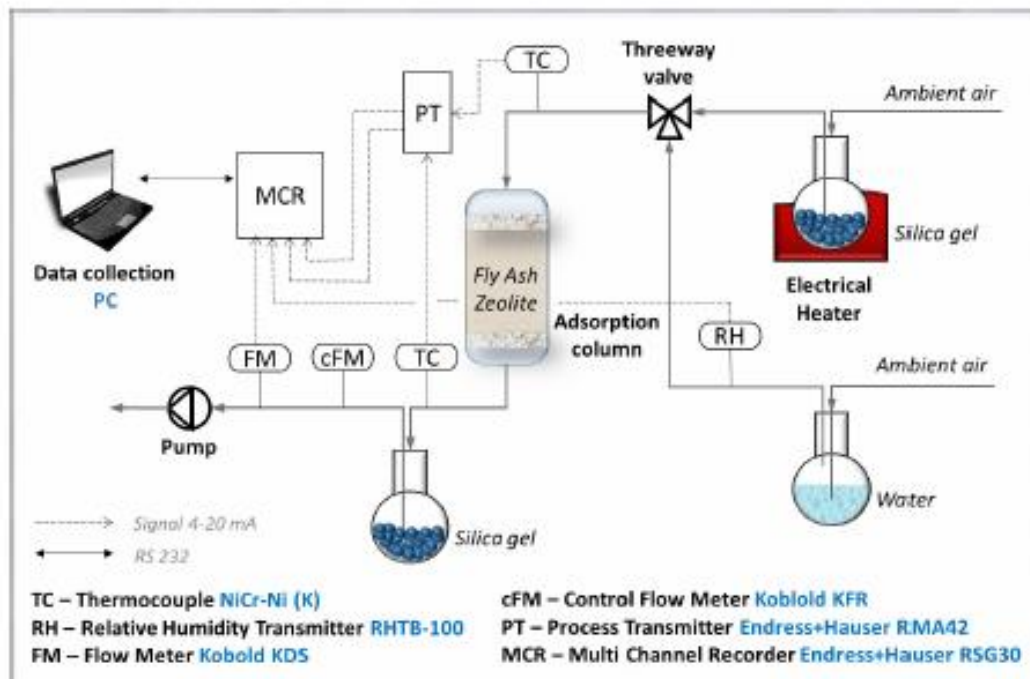 TC
Threeway
valve
Ambient air
PT
MCR
Silica gel
Data collection
PC
Fly Ash
Zeolite
Electrical
Heater
Adsorption
column
RH
FM
cFM
TC
Ambient air
Pump
Water
Signal 4-20 mA
Silica gel
RS 232
TC – Thermocouple NiCr-Ni (K)
RH – Relative Humidity Transmitter RHTB-100
FM – Flow Meter Kobold KDS
cFM – Control Flow Meter Koblold KFR
PT – Process Transmitter Endress+Hauser RMA42
MCR – Multi Channel Recorder Endress+Hauser RSG30